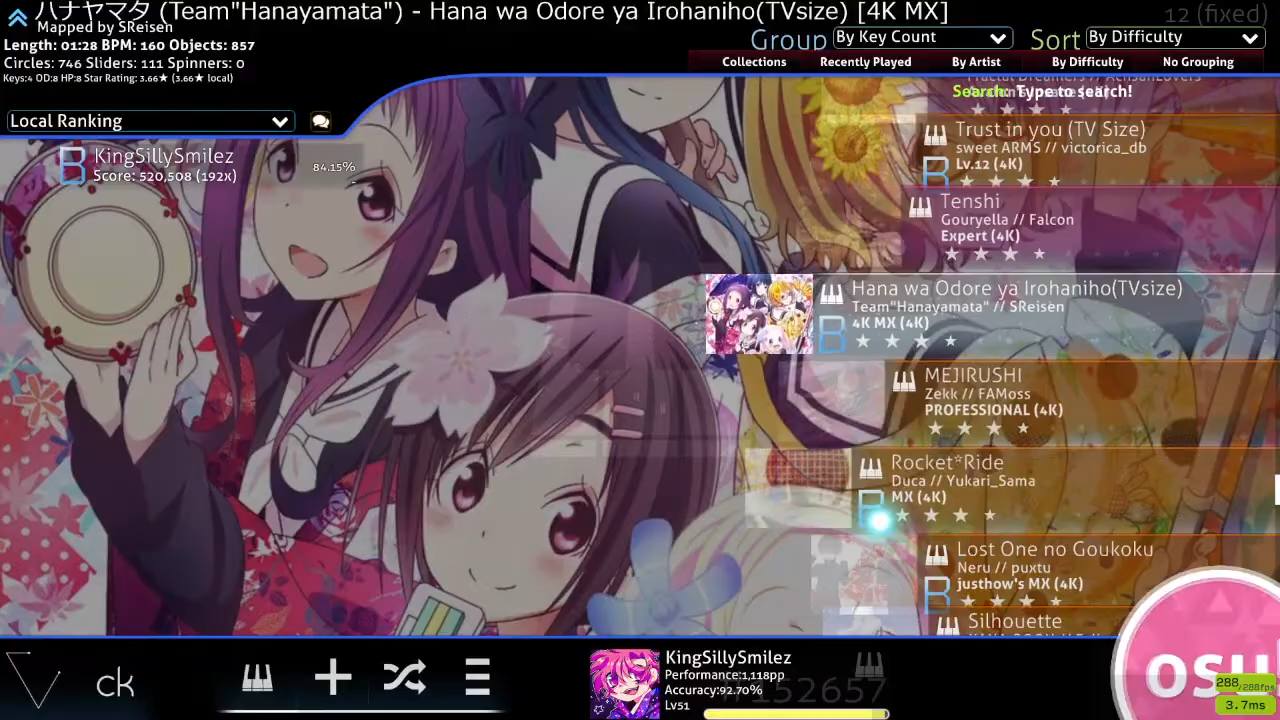 ハナヤマタ (Team"Hanayamata") - Hana wa Odore ya Irohaniho(TVsize) [4K MX]
Mapped by SReisen
Length: 01:28 BPM: 160 Objects: 857
Circles: 746 Sliders: 111 Spinners: 0
Keys:4 OD:8 HP:8 Star Rating: 3.66★ (3.66★ local)
12 (fixed)
Group By Key Count
Sort By Difficulty
Collections
Recently Played
By Artist
By Difficulty
No Grouping
Search: Type to search!
Local Ranking
B
KingSillySmilez
Score: 520,508 (192x)
84.15%
Trust in you (TV Size)
sweet ARMS // victorica_db
Lv.12 (4K)
B
Tenshi
Gouryella // Falcon
Expert (4K)
Hana wa Odore ya Irohaniho(TVsize)
Team"Hanayamata" // SReisen
4K MX (4K)
B
MEJIRUSHI
Zekk // FAMoss
PROFESSIONAL (4K)
Rocket☆Ride
Duca // Yukari_Sama
MX (4K)
B
Lost One no Goukoku
Neru // puxtu
justhow's MX (4K)
B
Silhouette
ck
KingSillySmilez
Performance:1,118pp
Accuracy:92.70%
Lv51
#152657
osu
288/288fps
3.7ms